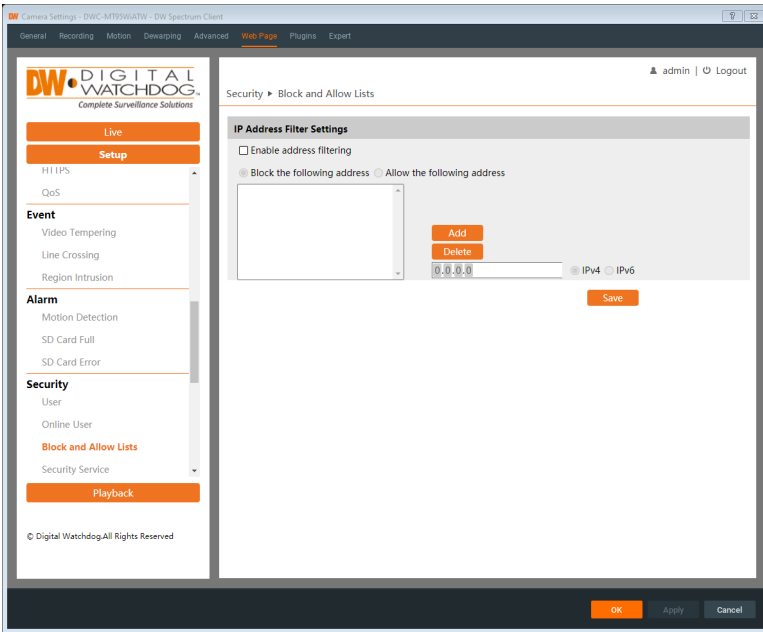 DW Camera Settings - DWC-MT95WiATW - DW Spectrum Client
General Recording Motion Dewarping Advanced Web Page Plugins Expert
DW DIGITAL
WATCHDOG
Complete Surveillance Solutions
Live
Setup
HTTPS
QoS
Event
Video Tempering
Line Crossing
Region Intrusion
Alarm
Motion Detection
SD Card Full
SD Card Error
Security
User
Online User
Block and Allow Lists
Security Service
Playback
© Digital Watchdog.All Rights Reserved
admin | Logout
Security ▸ Block and Allow Lists
IP Address Filter Settings
Enable address filtering
Block the following address Allow the following address
Add
Delete
0.0.0.0 IPv4 IPv6
Save
OK Apply Cancel